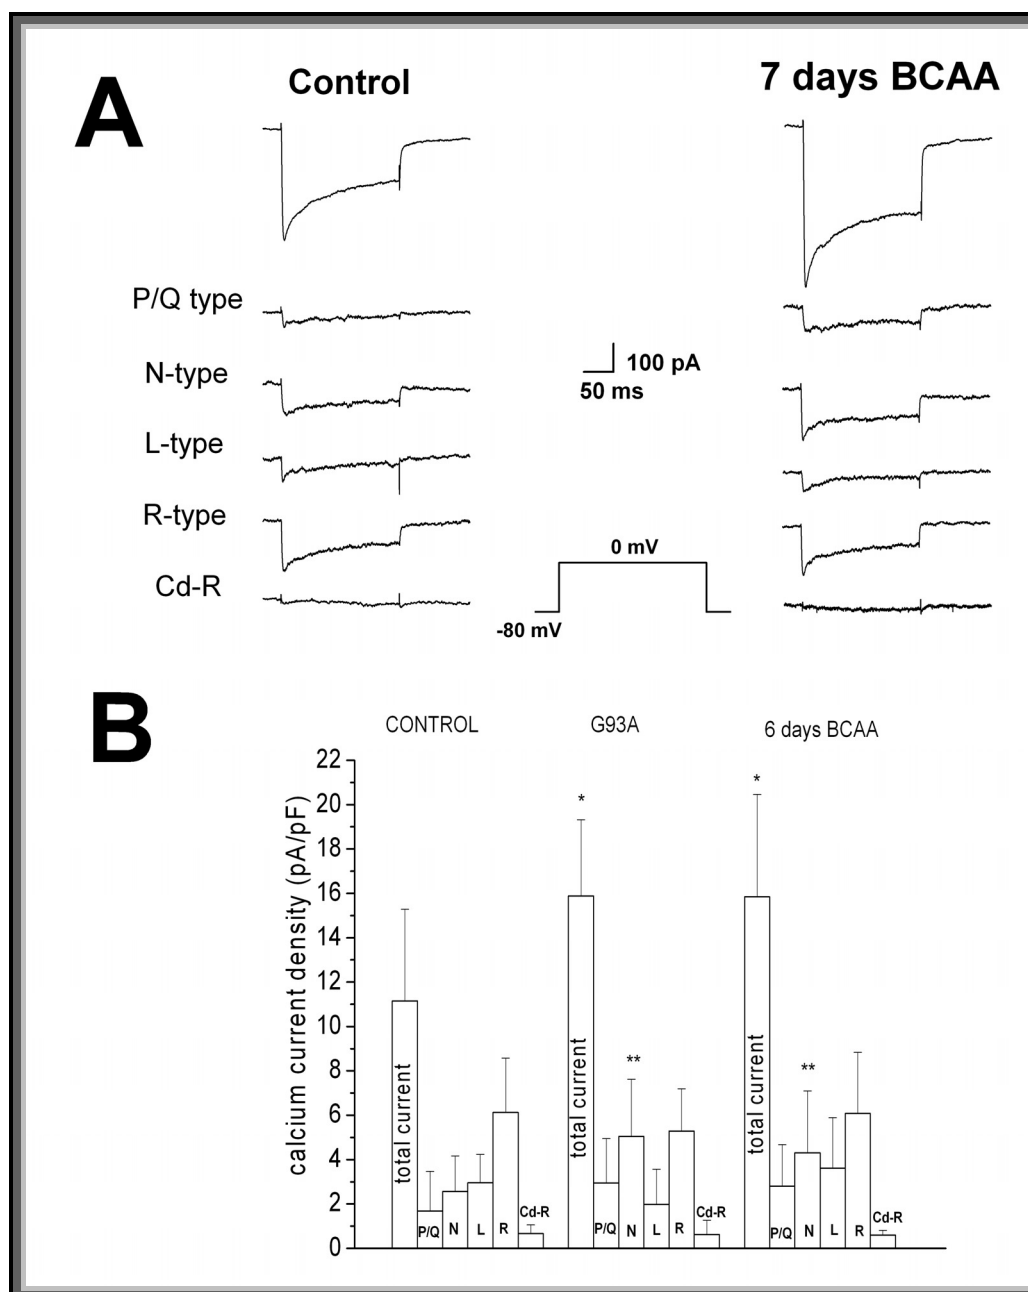 A
Control
7 days BCAA
P/Q type
N-type
100 pA
50 ms
L-type
R-type
0 mV
Cd-R
-80 mV
B
CONTROL
G93A
6 days BCAA
calcium current density (pA/pF)
22
20
18
16
14
12
10
8
6
4
2
0
*
*
**
**
total current
P/Q
N
L
R
Cd-R
total current
P/Q
N
L
R
Cd-R
total current
P/Q
N
L
R
Cd-R